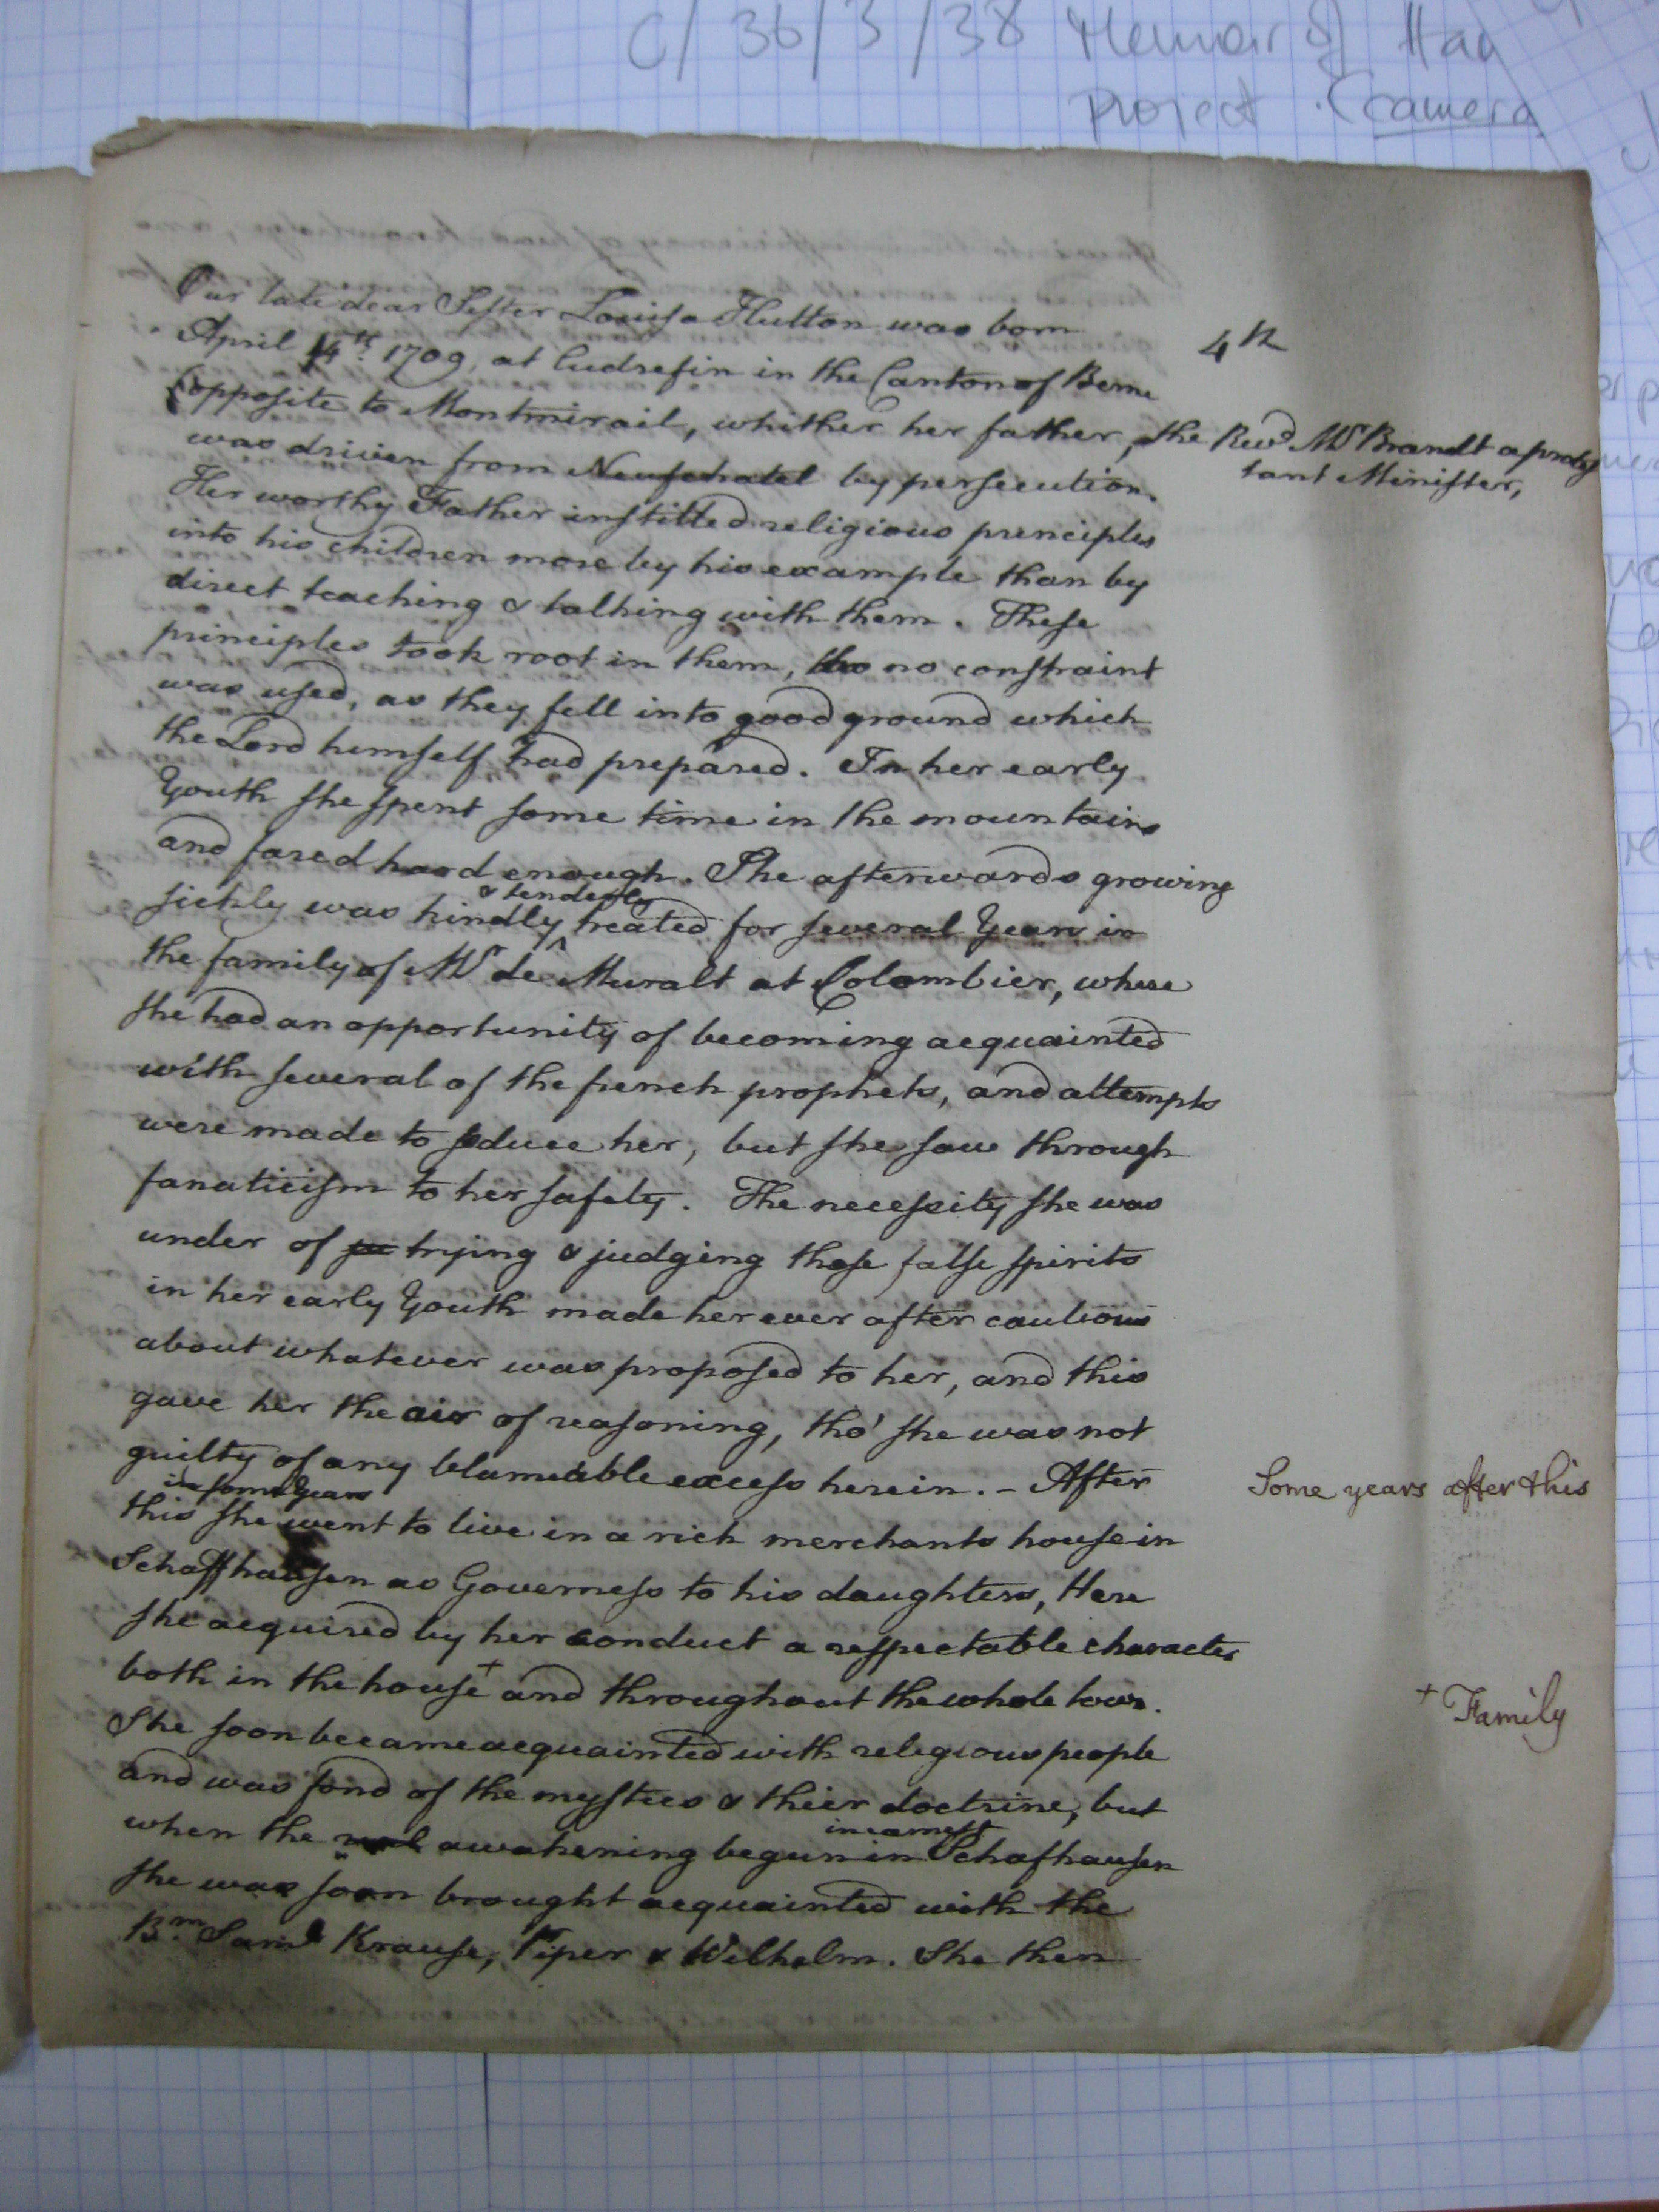 C/36/3/38 Memoir of Ha
Project Camera
Our late dear Sister Louisa Hutton was born
April 14th 1709, at Cudrefin in the Canton of Berne
4th
(opposite to Montmirail, whither her father, the Revd Mr Brandt a protes
tant Minister,
was driven from Neufchatel by persecution.
Her worthy Father instilled religious principles
into his children more by his example than by
direct teaching & talking with them. These
principles took root in them, tho no constraint
was used, as they fell into good ground which
the Lord himself had prepared. In her early
Youth she spent some time in the mountains
and fared hard enough. She afterwards growing
& tenderly
sickly was kindly ^ treated for several Years in
the family of Mr de Muralt at Colombier, where
she had an opportunity of becoming acquainted
with several of the french prophets, and attempts
were made to seduce her, but she saw through
fanaticism to her safety. The necessity she was
under of trying & judging these false spirits
in her early Youth made her ever after cautious
about whatever was proposed to her, and this
gave her the air of reasoning, tho' she was not
guilty of any blameable excess herein. - After
Some years after this
in some Years
this she went to live in a rich merchants house in
Schaffhausen as Governess to his daughters, Here
she acquired by her conduct a respectable character
both in the house + and throughout the whole town.
+ Family
She soon became acquainted with religious people
and was fond of the mystics & thier doctrine, but
in earnest
when the awakening begun in Schafhausen
she was soon brought acquainted with the
Brn. Saml Krause, Piper & Wilhelm. She then